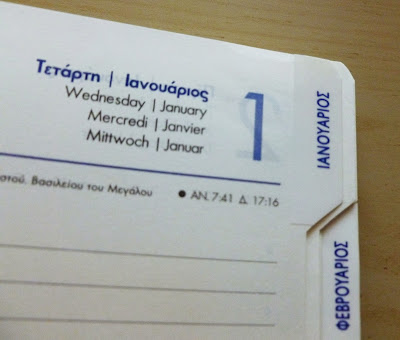 Τετάρτη | Ιανουάριος
Wednesday | January
Mercredi | Janvier
Mittwoch | Januar
1
Βασιλείου του Μεγάλου ● ΑΝ. 7:41 Δ. 17:16
ΙΑΝΟΥΑΡΙΟΣ
ΦΕΒΡΟΥΑΡΙΟΣ